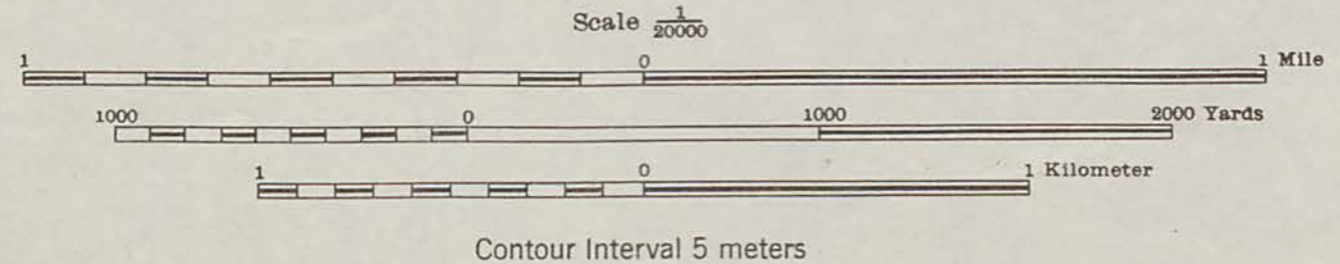 Scale 1/20000
1 0 1 Mile
1000 0 1000 2000 Yards
1 0 1 Kilometer
Contour Interval 5 meters